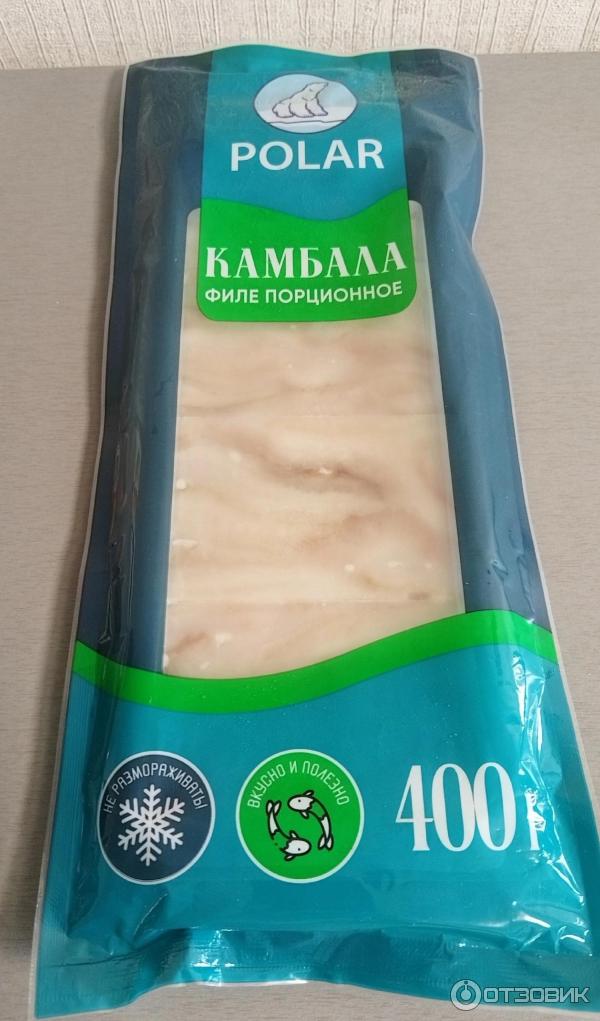 POLAR
КАМБАЛА
ФИЛЕ ПОРЦИОННОЕ
НЕ РАЗМОРАЖИВАТЬ!
ВКУСНО И ПОЛЕЗНО
400 г
ОТЗОВИК